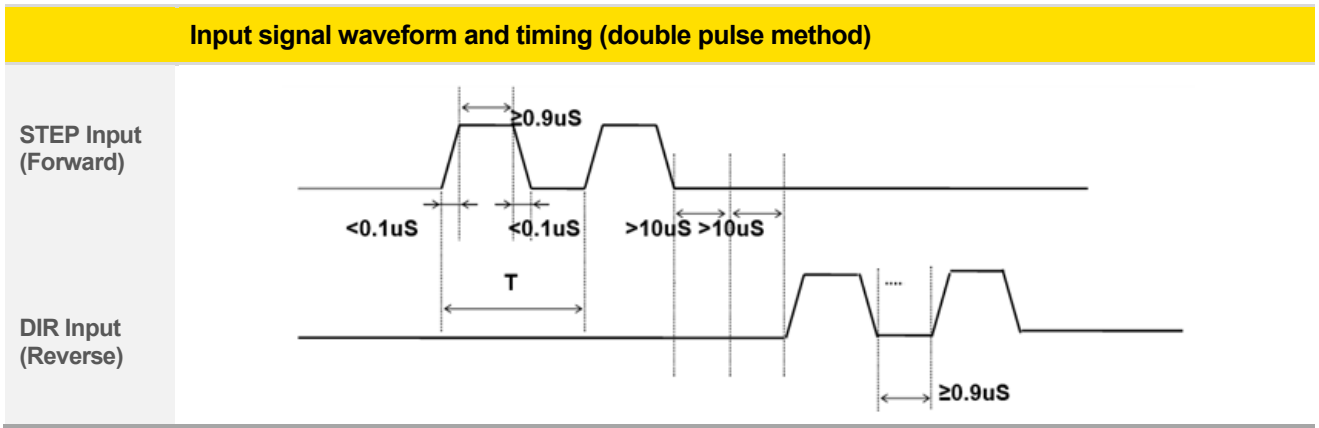 Input signal waveform and timing (double pulse method)
STEP Input
(Forward)
≥0.9uS
<0.1uS
<0.1uS
>10uS >10uS
T
....
DIR Input
(Reverse)
≥0.9uS